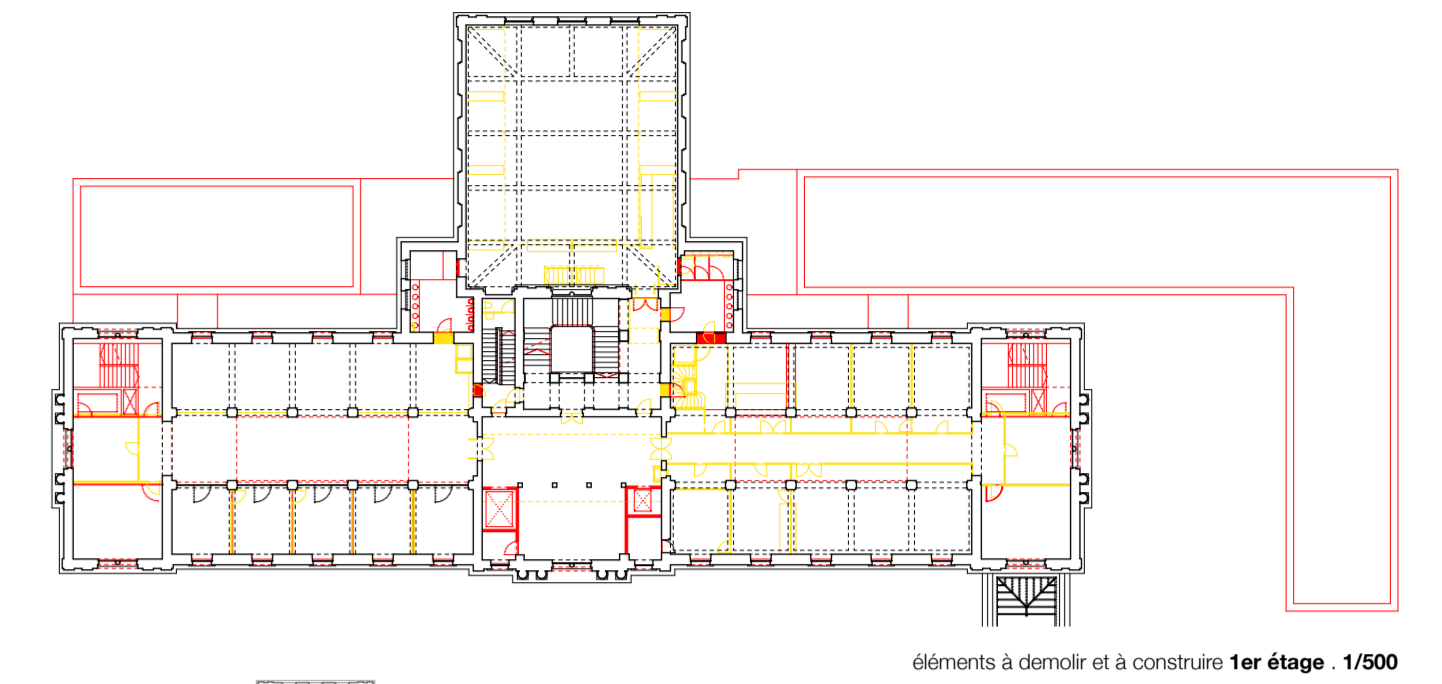 éléments à demolir et à construire 1er étage . 1/500